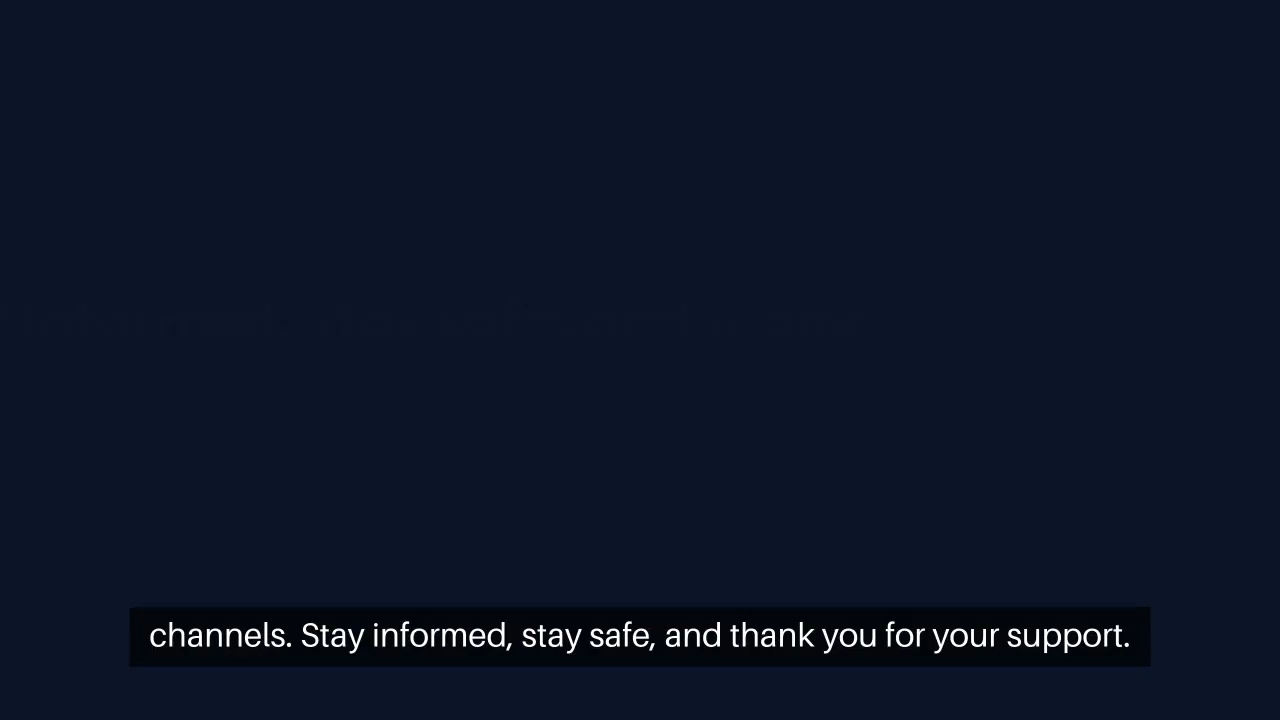 channels. Stay informed, stay safe, and thank you for your support.